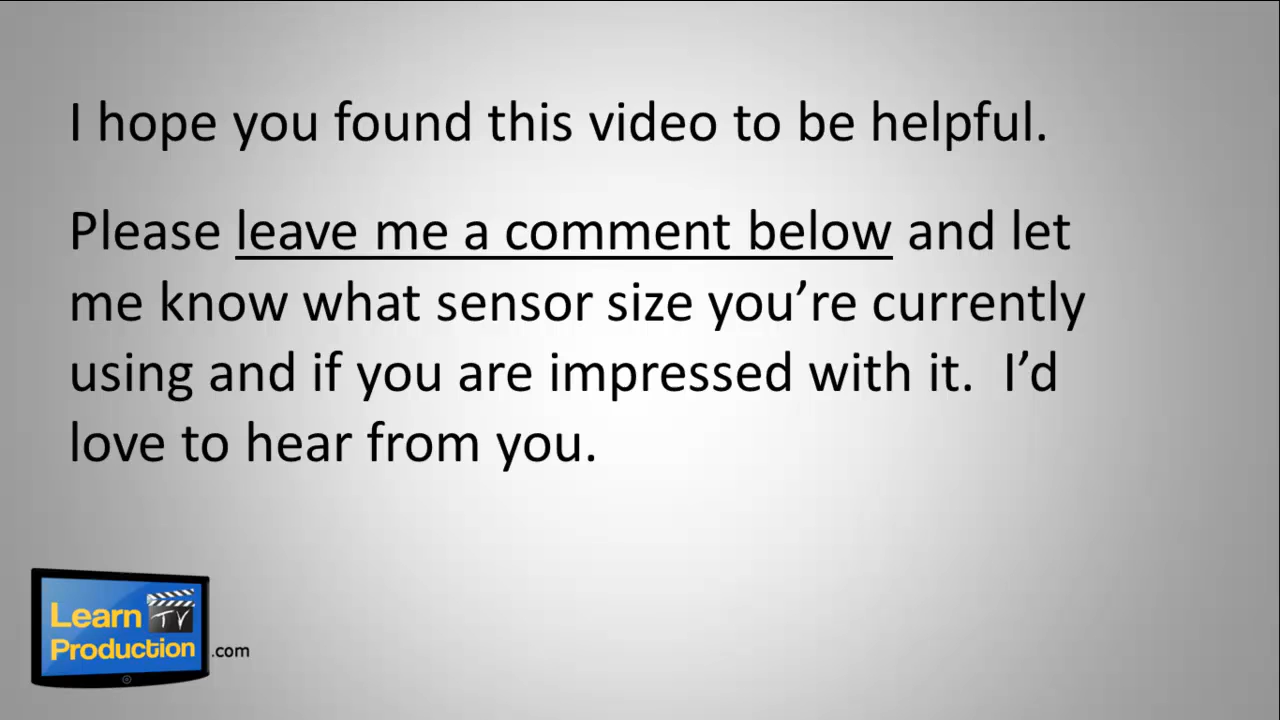 I hope you found this video to be helpful.
Please leave me a comment below and let
me know what sensor size you’re currently
using and if you are impressed with it.  I’d
love to hear from you.
Learn TV
Production
.com